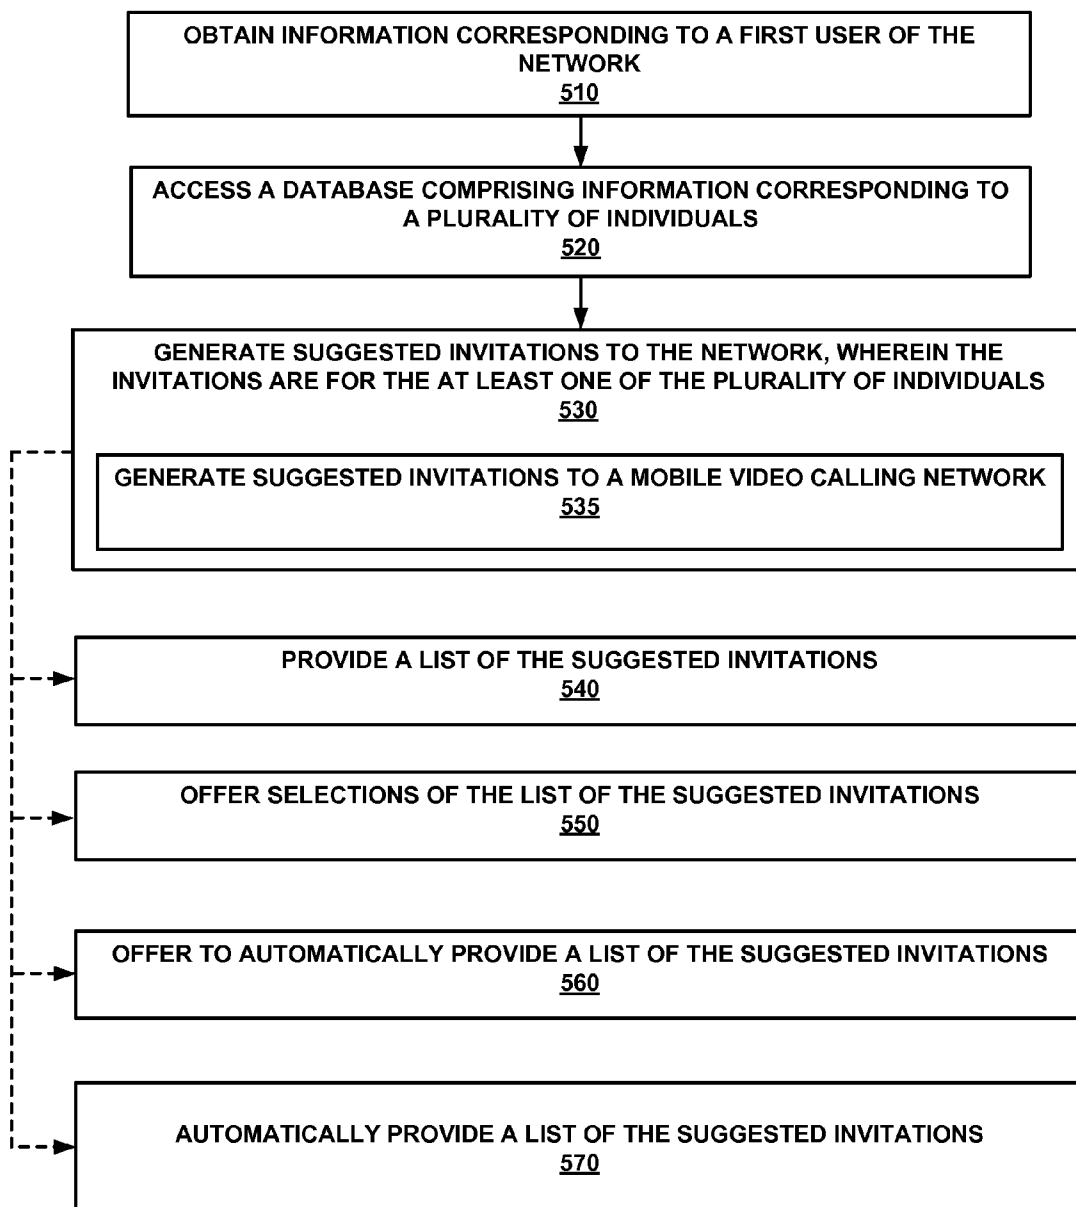 OBTAIN INFORMATION CORRESPONDING TO A FIRST USER OF THE
NETWORK
510
ACCESS A DATABASE COMPRISING INFORMATION CORRESPONDING TO
A PLURALITY OF INDIVIDUALS
520
GENERATE SUGGESTED INVITATIONS TO THE NETWORK, WHEREIN THE
INVITATIONS ARE FOR THE AT LEAST ONE OF THE PLURALITY OF INDIVIDUALS
530
GENERATE SUGGESTED INVITATIONS TO A MOBILE VIDEO CALLING NETWORK
535
PROVIDE A LIST OF THE SUGGESTED INVITATIONS
540
OFFER SELECTIONS OF THE LIST OF THE SUGGESTED INVITATIONS
550
OFFER TO AUTOMATICALLY PROVIDE A LIST OF THE SUGGESTED INVITATIONS
560
AUTOMATICALLY PROVIDE A LIST OF THE SUGGESTED INVITATIONS
570